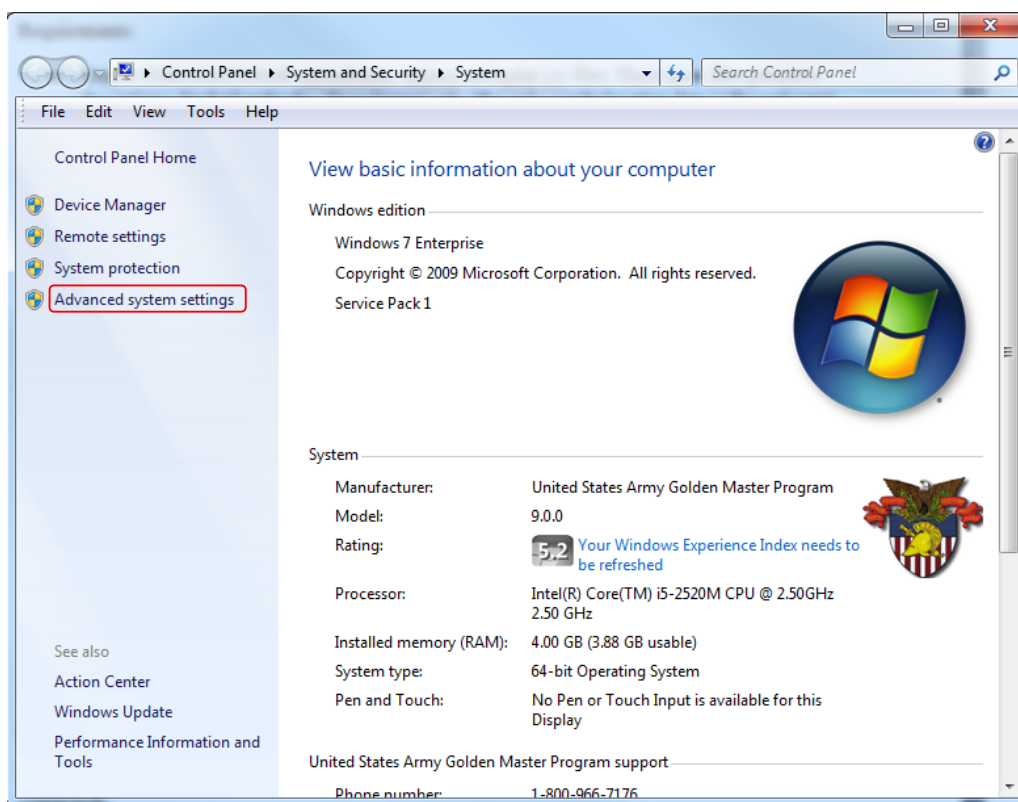 Control Panel ▸ System and Security ▸ System
Search Control Panel
File Edit View Tools Help
Control Panel Home
Device Manager
Remote settings
System protection
Advanced system settings
See also
Action Center
Windows Update
Performance Information and
Tools
View basic information about your computer
Windows edition
Windows 7 Enterprise
Copyright © 2009 Microsoft Corporation. All rights reserved.
Service Pack 1
System
Manufacturer: United States Army Golden Master Program
Model: 9.0.0
Rating: 5.2 Your Windows Experience Index needs to
be refreshed
Processor: Intel(R) Core(TM) i5-2520M CPU @ 2.50GHz
2.50 GHz
Installed memory (RAM): 4.00 GB (3.88 GB usable)
System type: 64-bit Operating System
Pen and Touch: No Pen or Touch Input is available for this
Display
United States Army Golden Master Program support
Phone number: 1-800-966-7176